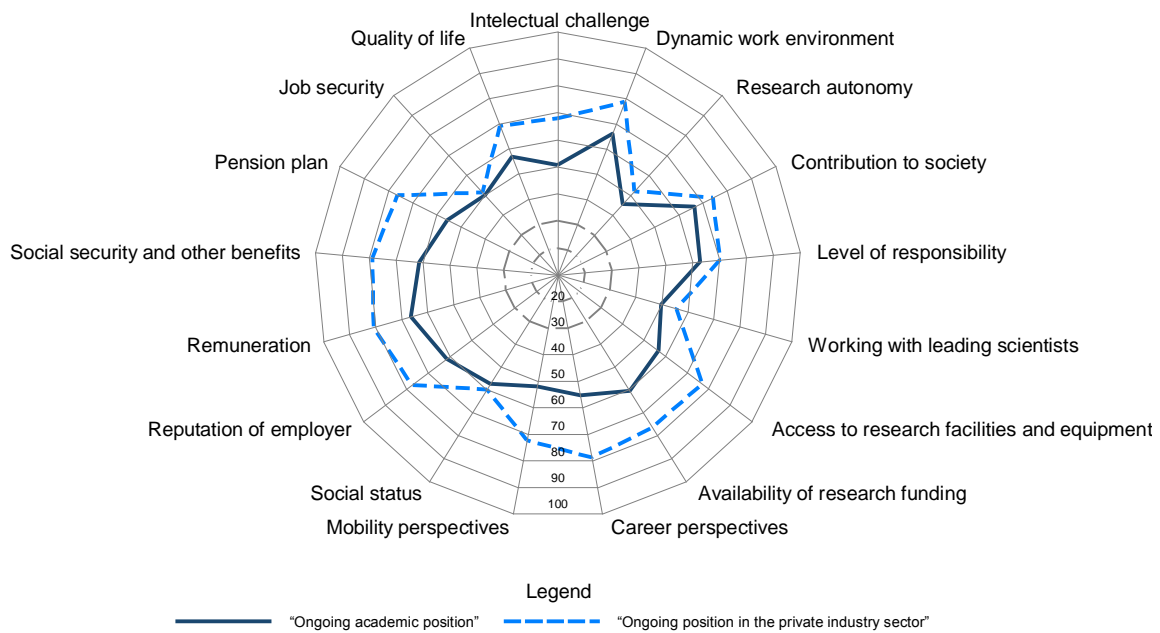 Intelectual challenge
Quality of life
Dynamic work environment
Job security
Research autonomy
Pension plan
Contribution to society
Social security and other benefits
Level of responsibility
Remuneration
Working with leading scientists
Reputation of employer
Access to research facilities and equipment
Social status
Availability of research funding
Mobility perspectives
Career perspectives
20
30
40
50
60
70
80
90
100
Legend
“Ongoing academic position”
“Ongoing position in the private industry sector”